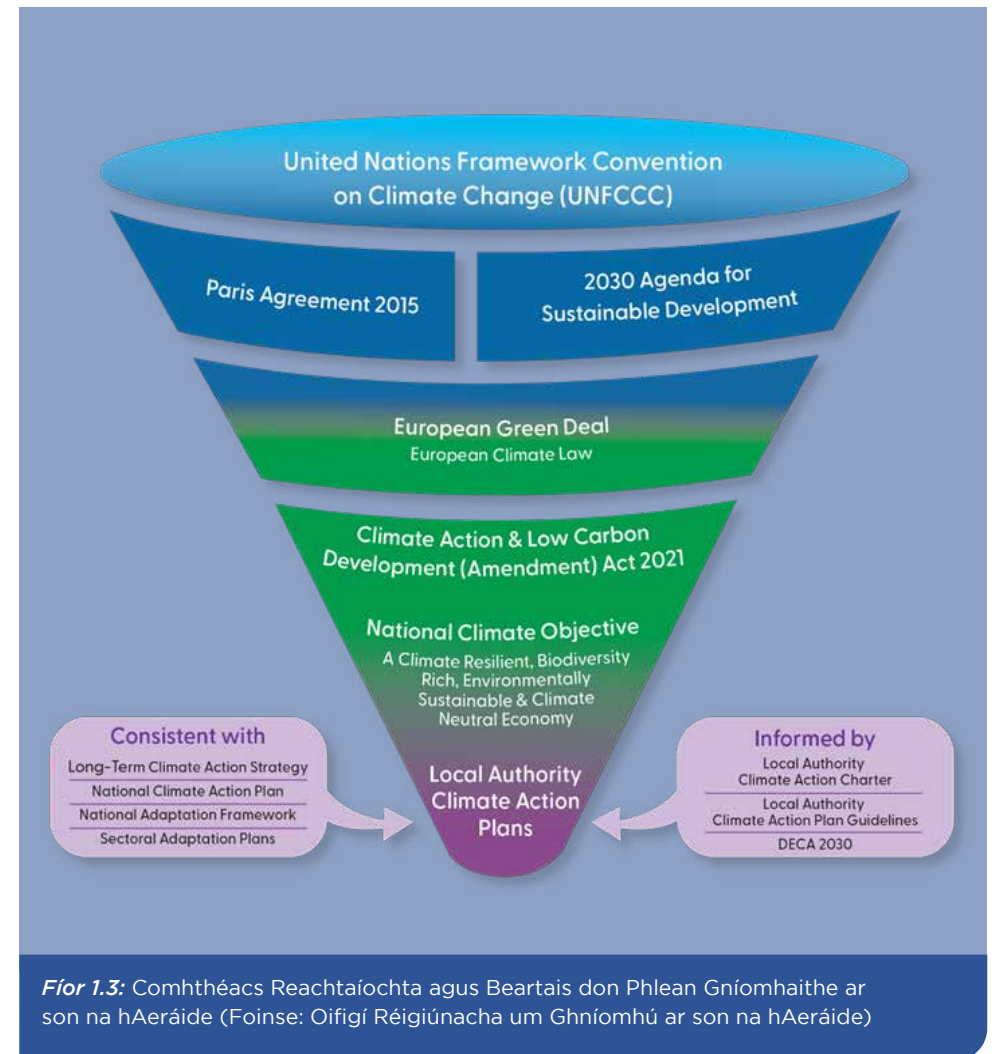 United Nations Framework Convention
on Climate Change (UNFCCC)
Paris Agreement 2015
2030 Agenda for
Sustainable Development
European Green Deal
European Climate Law
Climate Action & Low Carbon
Development (Amendment) Act 2021
National Climate Objective
A Climate Resilient, Biodiversity
Rich, Environmentally
Sustainable & Climate
Neutral Economy
Consistent with
Long-Term Climate Action Strategy
National Climate Action Plan
National Adaptation Framework
Sectoral Adaptation Plans
Local Authority
Climate Action
Plans
Informed by
Local Authority
Climate Action Charter
Local Authority
Climate Action Plan Guidelines
DECA 2030
Fíor 1.3: Comhthéacs Reachtaíochta agus Beartais don Phlean Gníomhaithe ar
son na hAeráide (Foinse: Oifigí Réigiúnacha um Ghníomhú ar son na hAeráide)